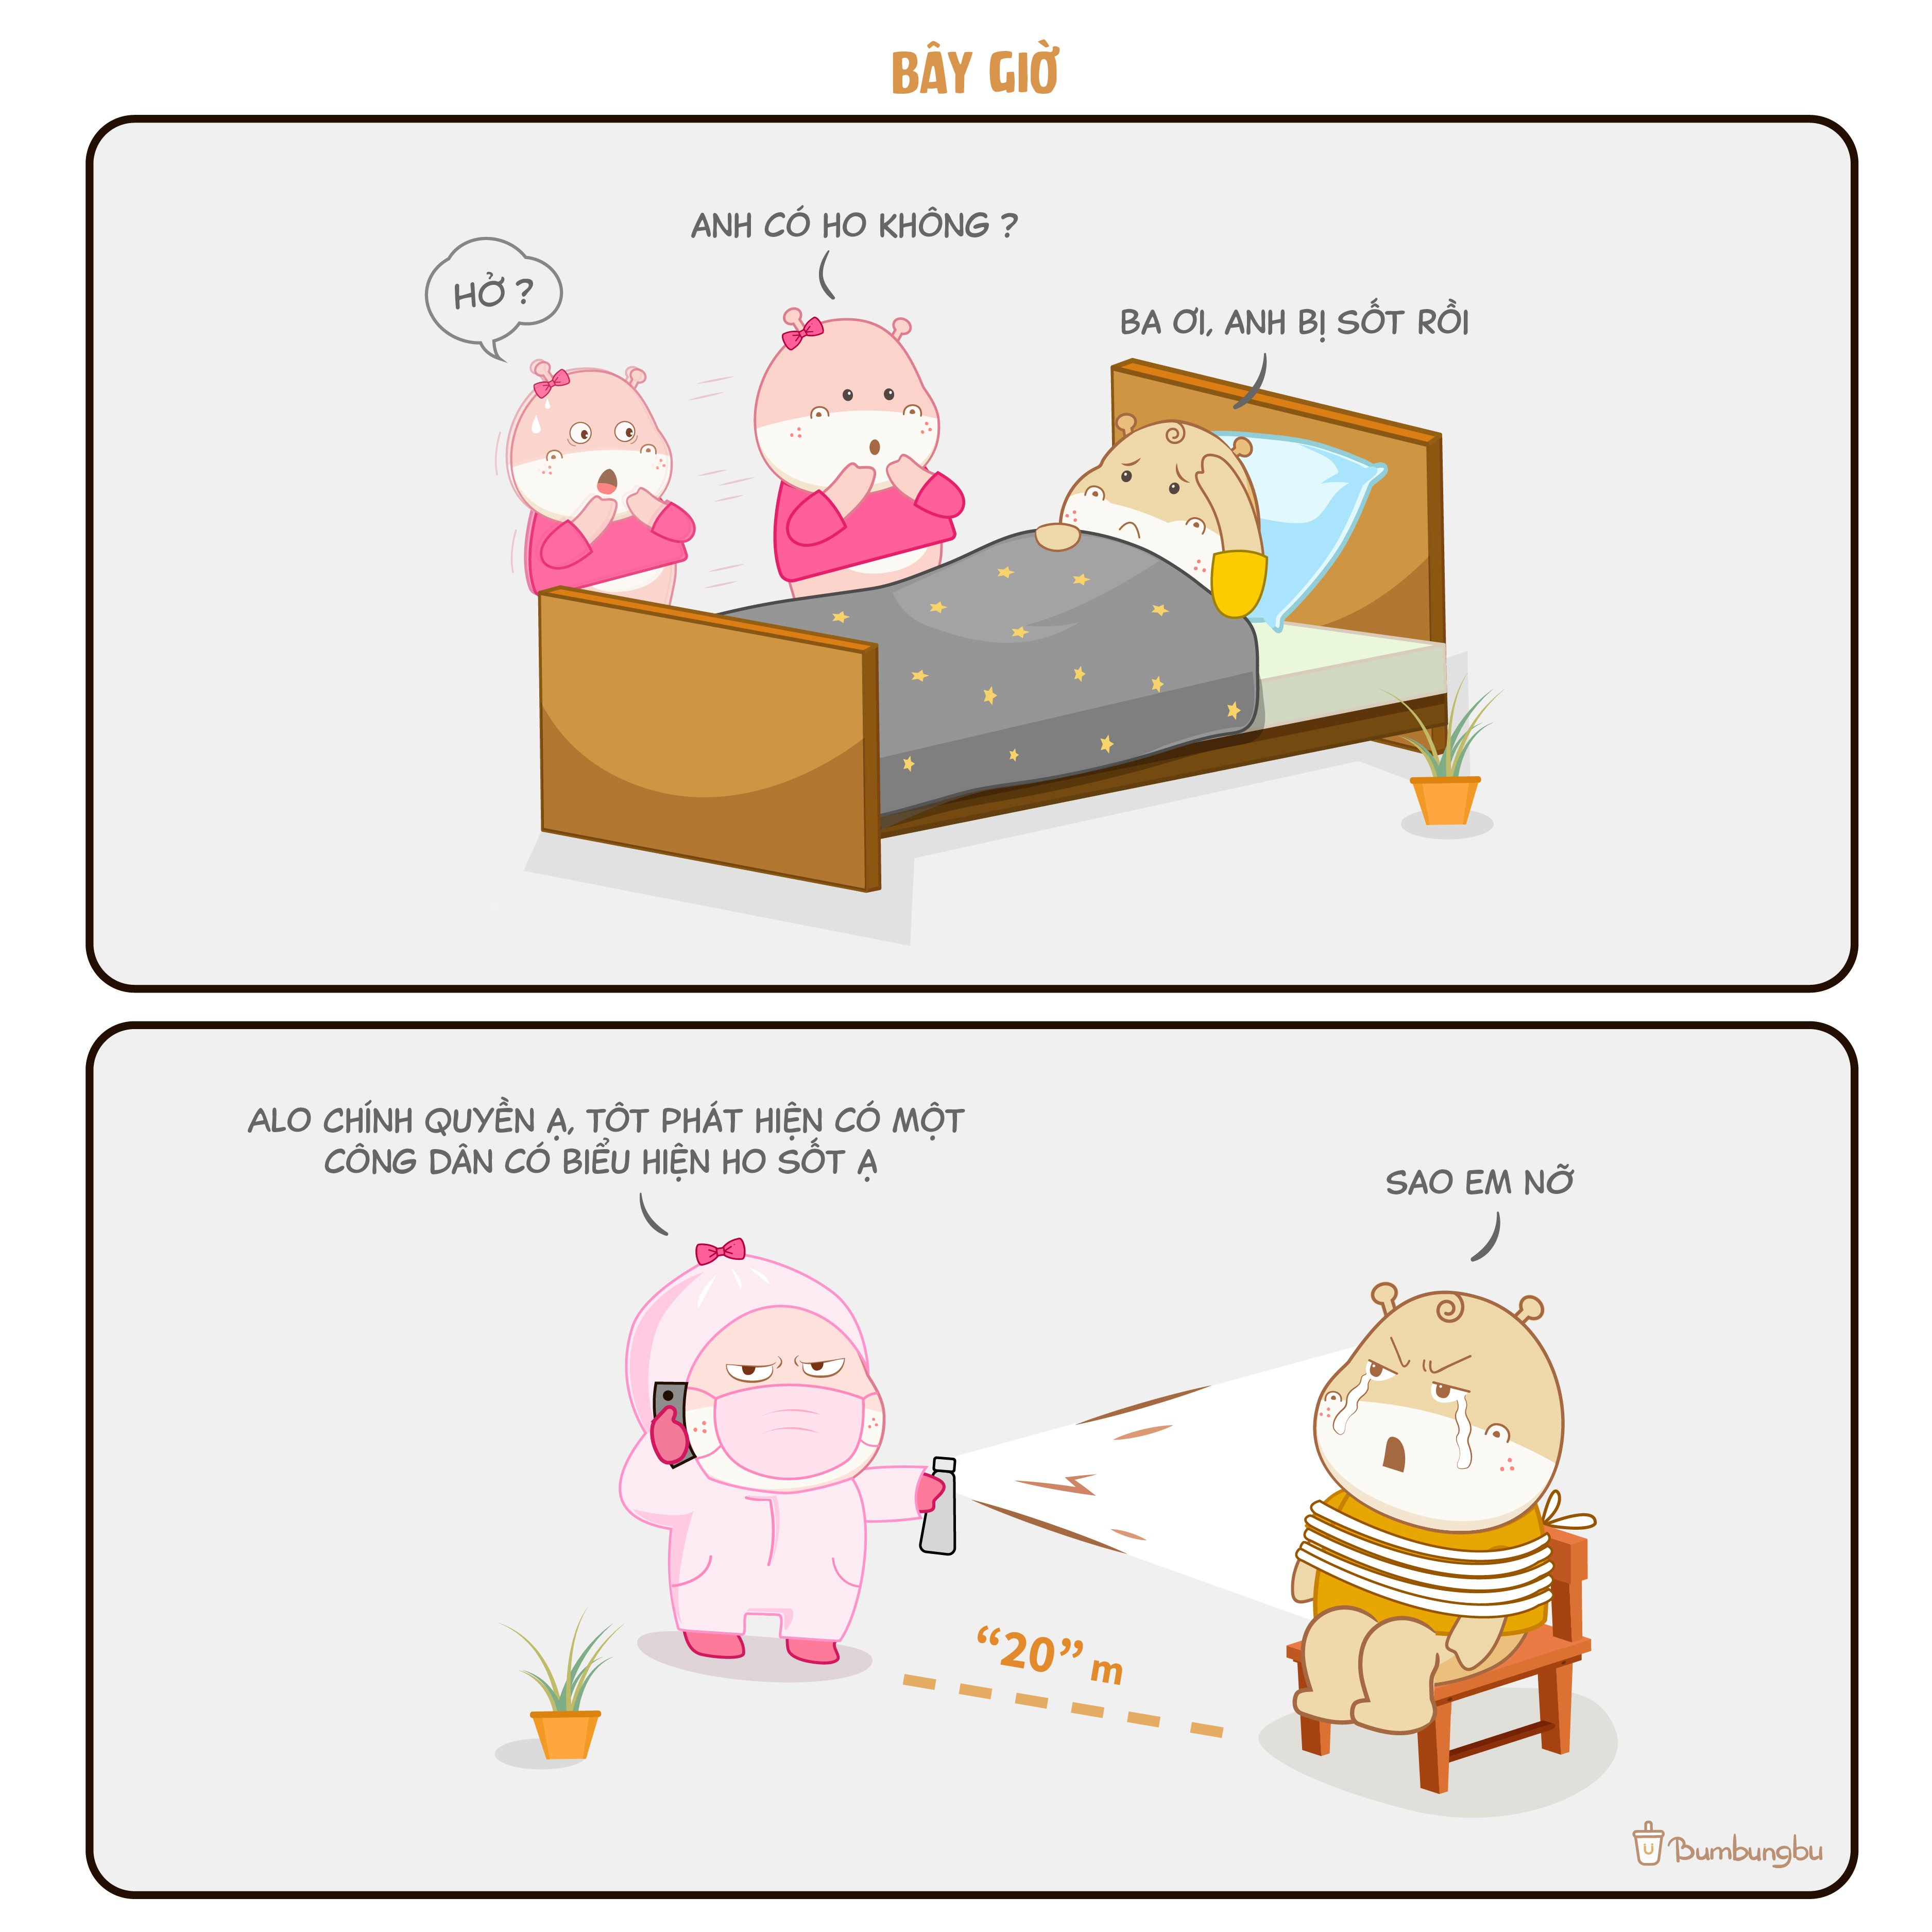 BÂY GIỜ
ANH CÓ HO KHÔNG ?
HỞ ?
BA ƠI, ANH BỊ SỐT RỒI
ALO CHÍNH QUYỀN Ạ, TÔT PHÁT HIỆN CÓ MỘT
CÔNG DÂN CÓ BIỂU HIỆN HO SỐT Ạ
SAO EM NỠ
“20” m
Bumbungbu